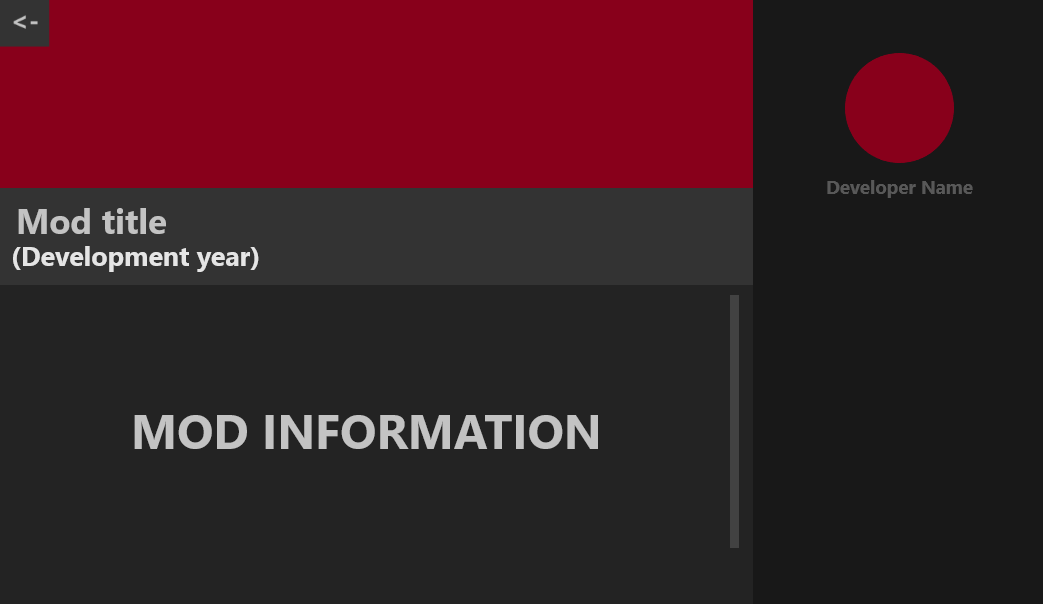 <-
Mod title
(Development year)
MOD INFORMATION
Developer Name